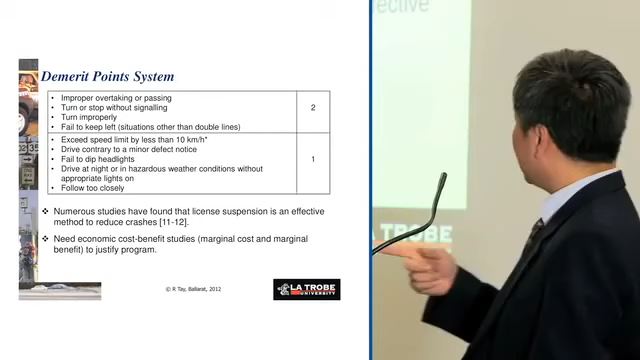 Demerit Points System
• Improper overtaking or passing
• Turn or stop without signalling
• Turn improperly
• Fail to keep left (situations other than double lines)
2
• Exceed speed limit by less than 10 km/h*
• Drive contrary to a minor defect notice
• Fail to dip headlights
• Drive at night or in hazardous weather conditions without
appropriate lights on
• Follow too closely
1
❖ Numerous studies have found that license suspension is an effective
method to reduce crashes [11-12].
❖ Need economic cost-benefit studies (marginal cost and marginal
benefit) to justify program.
© R Tay, Ballarat, 2012
LA TROBE
UNIVERSITY
ective
LA TROBE